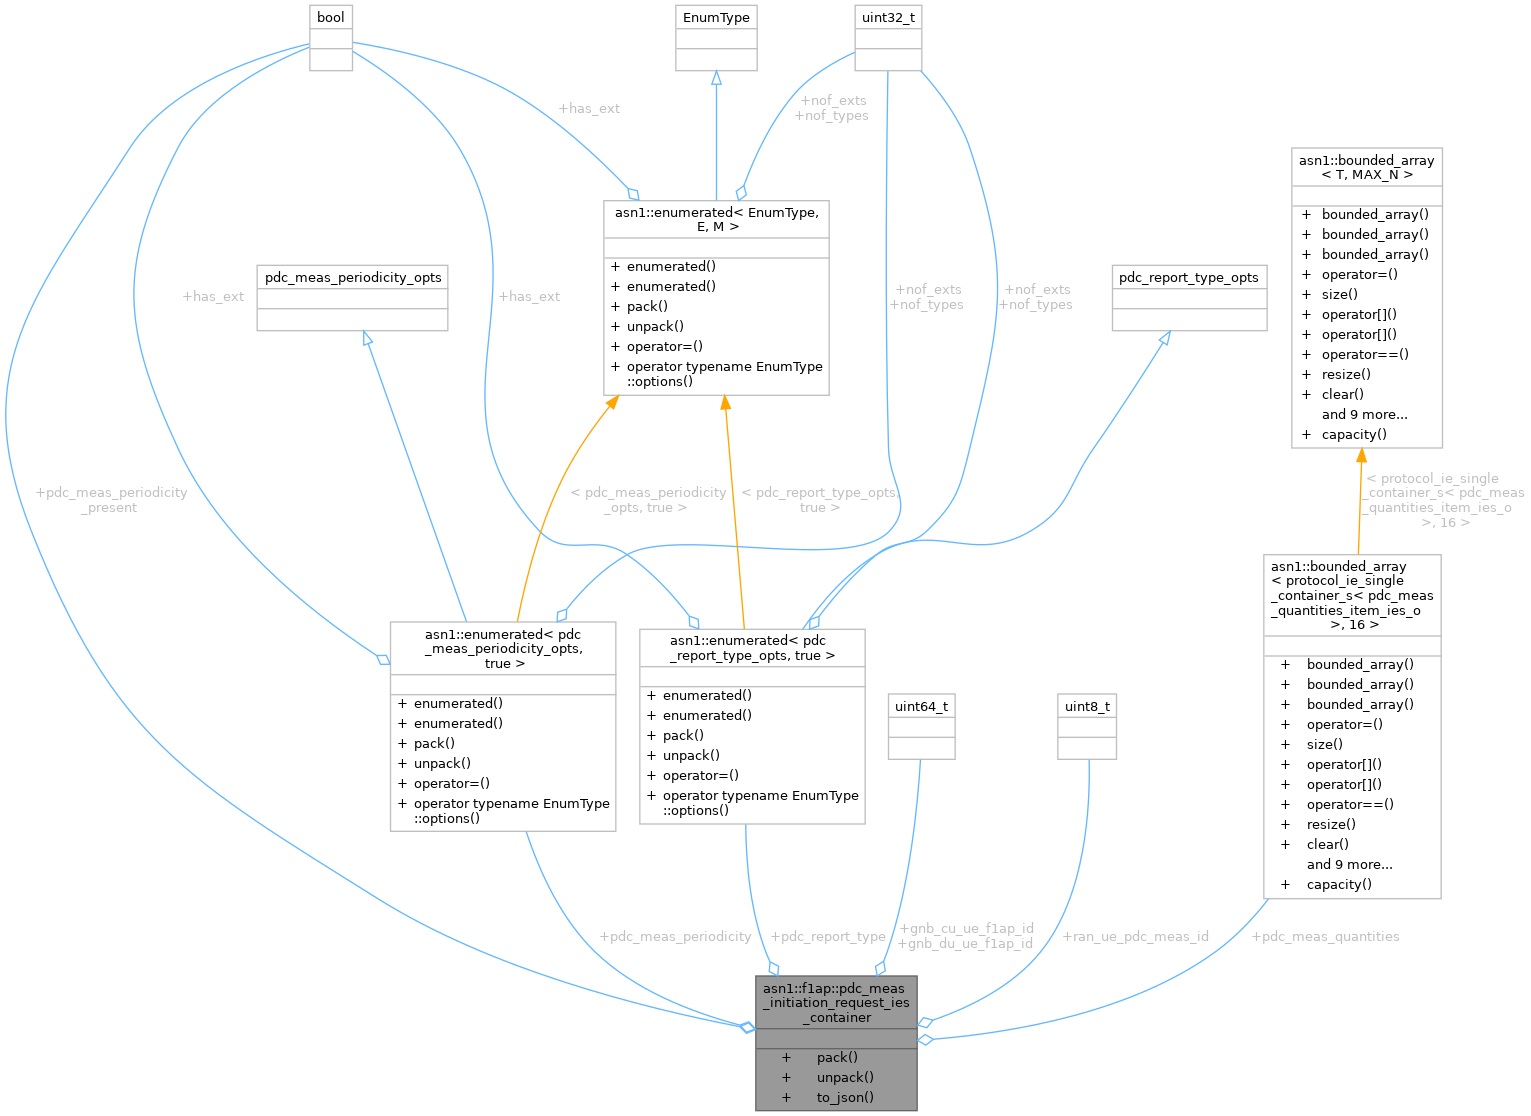 bool
EnumType
uint32_t
+has_ext
+nof_exts
+nof_types
asn1::bounded_array
< T, MAX_N >
+ bounded_array()
+ bounded_array()
+ bounded_array()
+ operator=()
+ size()
+ operator[]()
+ operator[]()
+ operator==()
+ resize()
+ clear()
and 9 more...
+ capacity()
asn1::enumerated< EnumType,
E, M >
+ enumerated()
+ enumerated()
+ pack()
+ unpack()
+ operator=()
+ operator typename EnumType
::options()
pdc_meas_periodicity_opts
+has_ext
+has_ext
+nof_exts
+nof_types
+nof_exts
+nof_types
pdc_report_type_opts
+pdc_meas_periodicity
_present
< pdc_meas_periodicity
_opts, true >
< pdc_report_type_opts,
true >
< protocol_ie_single
_container_s< pdc_meas
_quantities_item_ies_o
>, 16 >
asn1::bounded_array
< protocol_ie_single
_container_s< pdc_meas
_quantities_item_ies_o
>, 16 >
+ bounded_array()
+ bounded_array()
+ bounded_array()
+ operator=()
+ size()
+ operator[]()
+ operator[]()
+ operator==()
+ resize()
+ clear()
and 9 more...
+ capacity()
asn1::enumerated< pdc
_meas_periodicity_opts,
true >
+ enumerated()
+ enumerated()
+ pack()
+ unpack()
+ operator=()
+ operator typename EnumType
::options()
asn1::enumerated< pdc
_report_type_opts, true >
+ enumerated()
+ enumerated()
+ pack()
+ unpack()
+ operator=()
+ operator typename EnumType
::options()
uint64_t
uint8_t
+pdc_meas_periodicity
+pdc_report_type
+gnb_cu_ue_f1ap_id
+gnb_du_ue_f1ap_id
+ran_ue_pdc_meas_id
+pdc_meas_quantities
asn1::f1ap::pdc_meas
_initiation_request_ies
_container
+ pack()
+ unpack()
+ to_json()